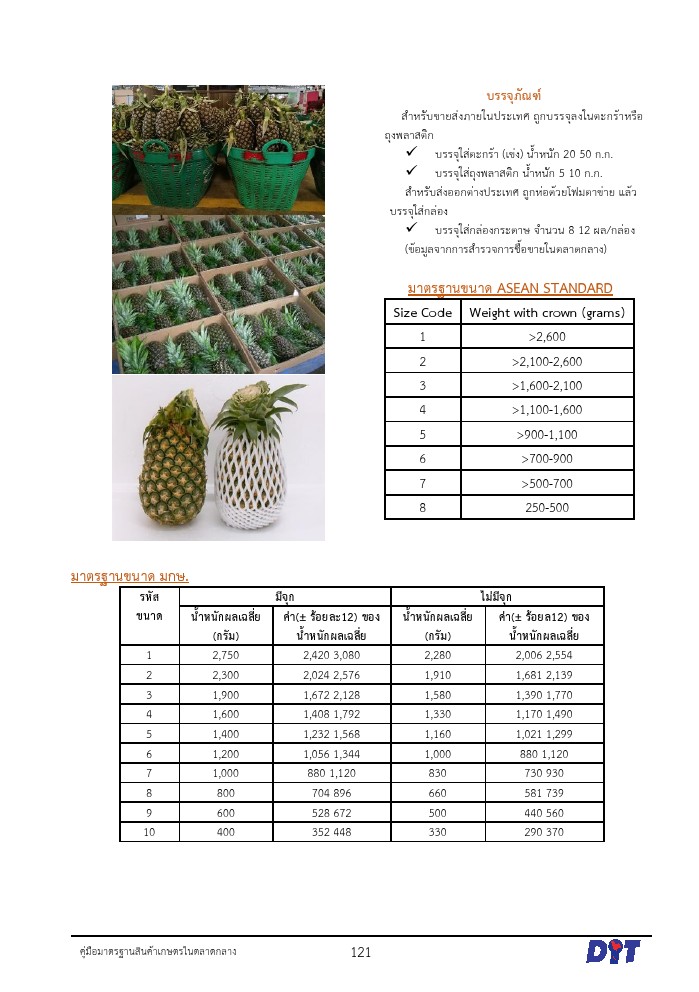 บรรจุภัณฑ์
สำหรับขายส่งภายในประเทศ ถูกบรรจุลงในตะกร้าหรือ
ถุงพลาสติก
✓ บรรจุใส่ตะกร้า (เข่ง) น้ำหนัก 20 50 ก.ก.
✓ บรรจุใส่ถุงพลาสติก น้ำหนัก 5 10 ก.ก.
สำหรับส่งออกต่างประเทศ ถูกห่อด้วยโฟมตาข่าย แล้ว
บรรจุใส่กล่อง
✓ บรรจุใส่กล่องกระดาษ จำนวน 8 12 ผล/กล่อง
(ข้อมูลจากการสำรวจการซื้อขายในตลาดกลาง)
มาตรฐานขนาด ASEAN STANDARD
Size Code Weight with crown (grams)
1 >2,600
2 >2,100-2,600
3 >1,600-2,100
4 >1,100-1,600
5 >900-1,100
6 >700-900
7 >500-700
8 250-500
มาตรฐานขนาด มกษ.
รหัส มีจุก ไม่มีจุก
ขนาด น้ำหนักผลเฉลี่ย ค่า(± ร้อยละ12) ของ น้ำหนักผลเฉลี่ย ค่า(± ร้อยล12) ของ
(กรัม) น้ำหนักผลเฉลี่ย (กรัม) น้ำหนักผลเฉลี่ย
1 2,750 2,420 3,080 2,280 2,006 2,554
2 2,300 2,024 2,576 1,910 1,681 2,139
3 1,900 1,672 2,128 1,580 1,390 1,770
4 1,600 1,408 1,792 1,330 1,170 1,490
5 1,400 1,232 1,568 1,160 1,021 1,299
6 1,200 1,056 1,344 1,000 880 1,120
7 1,000 880 1,120 830 730 930
8 800 704 896 660 581 739
9 600 528 672 500 440 560
10 400 352 448 330 290 370
คู่มือมาตรฐานสินค้าเกษตรในตลาดกลาง 121 DIT